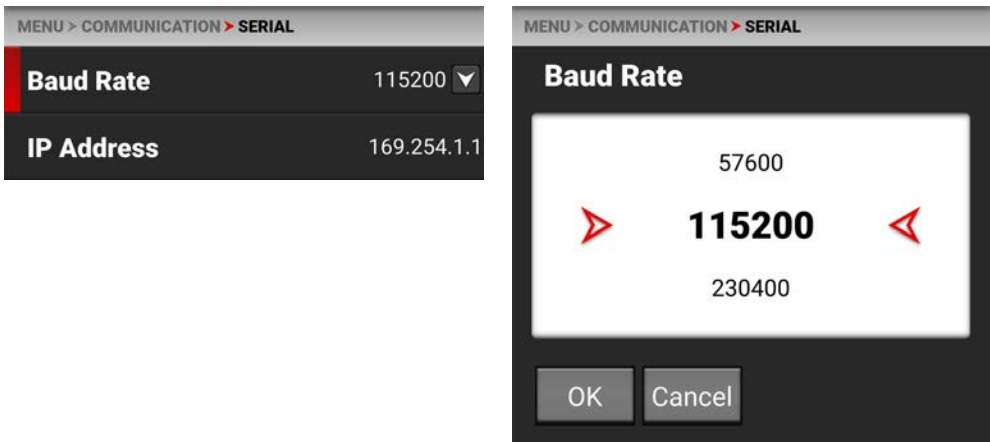 MENU > COMMUNICATION > SERIAL
Baud Rate 115200
IP Address 169.254.1.1
MENU > COMMUNICATION > SERIAL
Baud Rate
57600
115200
230400
OK Cancel